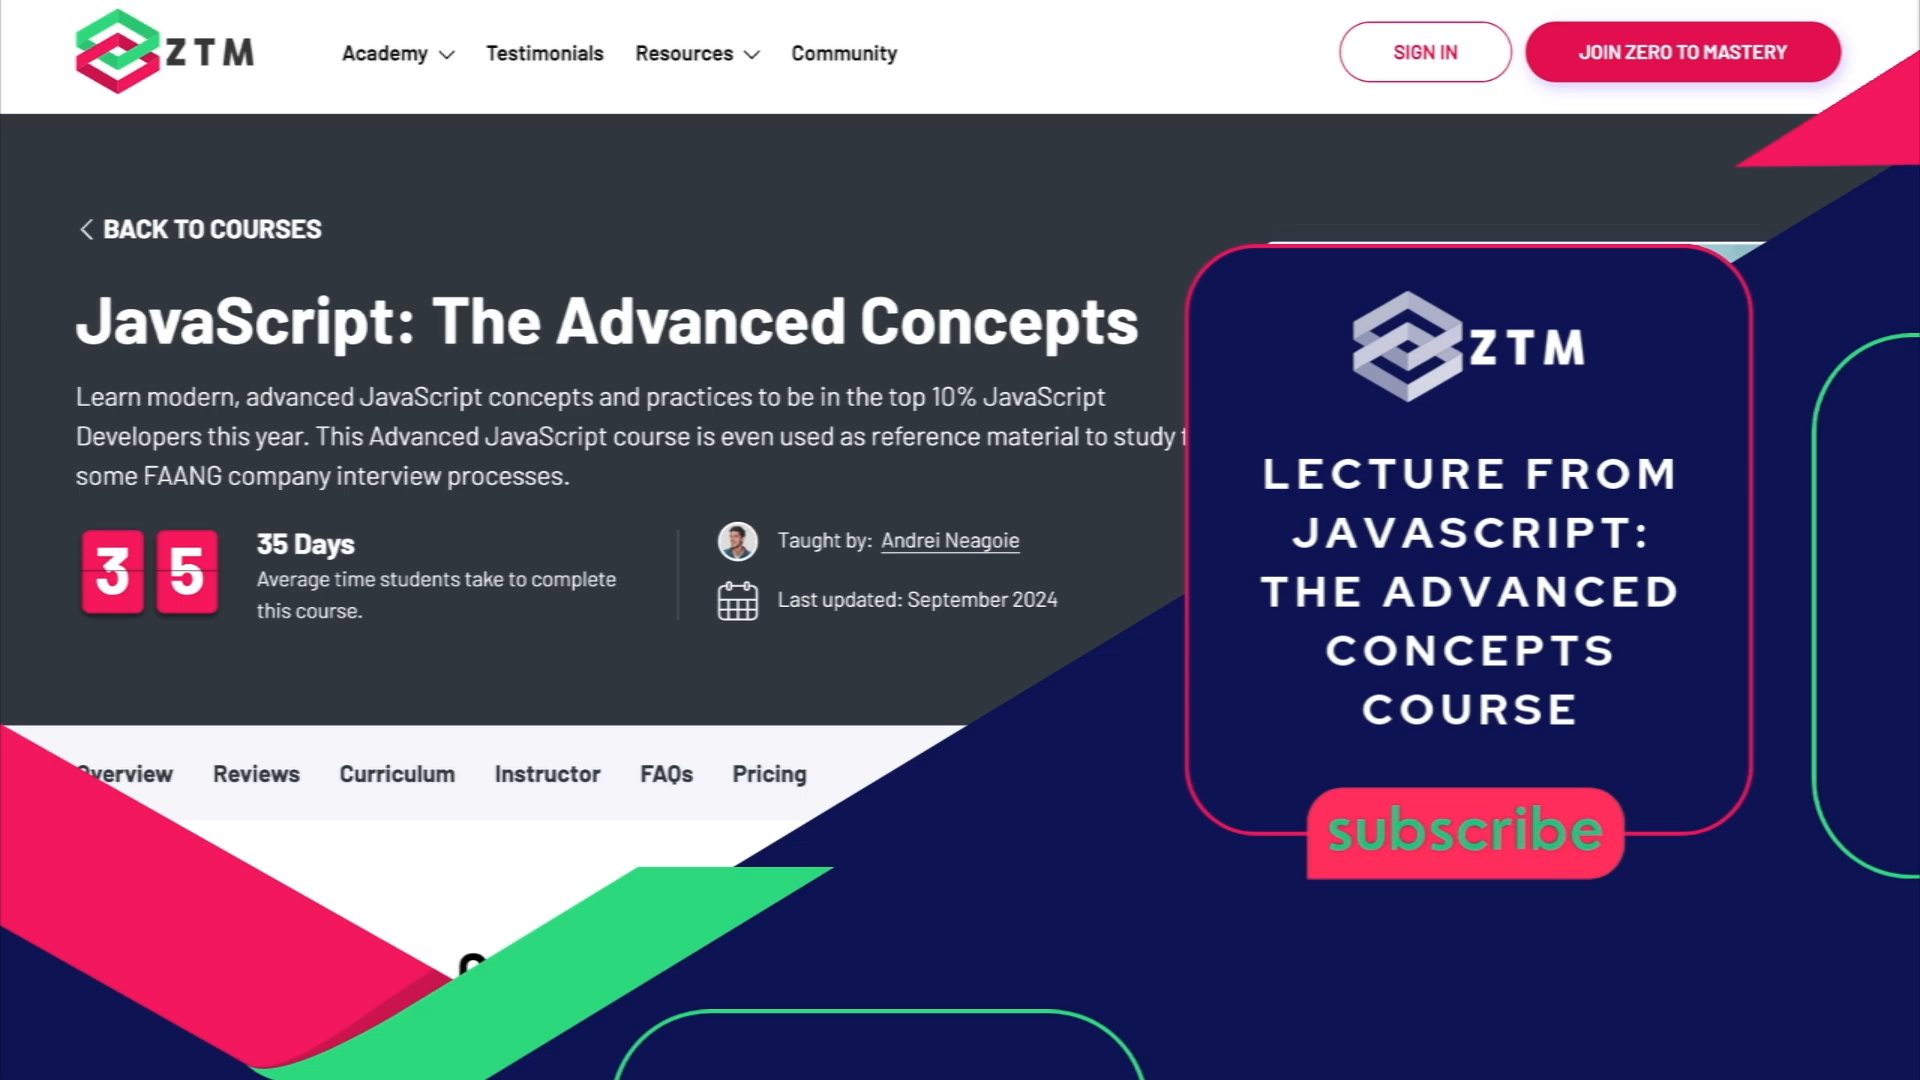 ZTM
Academy
Testimonials
Resources
Community
SIGN IN
JOIN ZERO TO MASTERY
BACK TO COURSES
JavaScript: The Advanced Concepts
Learn modern, advanced JavaScript concepts and practices to be in the top 10% JavaScript
Developers this year. This Advanced JavaScript course is even used as reference material to study
some FAANG company interview processes.
35
35 Days
Average time students take to complete
this course.
Taught by: Andrei Neagoie
Last updated: September 2024
Overview
Reviews
Curriculum
Instructor
FAQs
Pricing
ZTM
LECTURE FROM
JAVASCRIPT:
THE ADVANCED
CONCEPTS
COURSE
subscribe